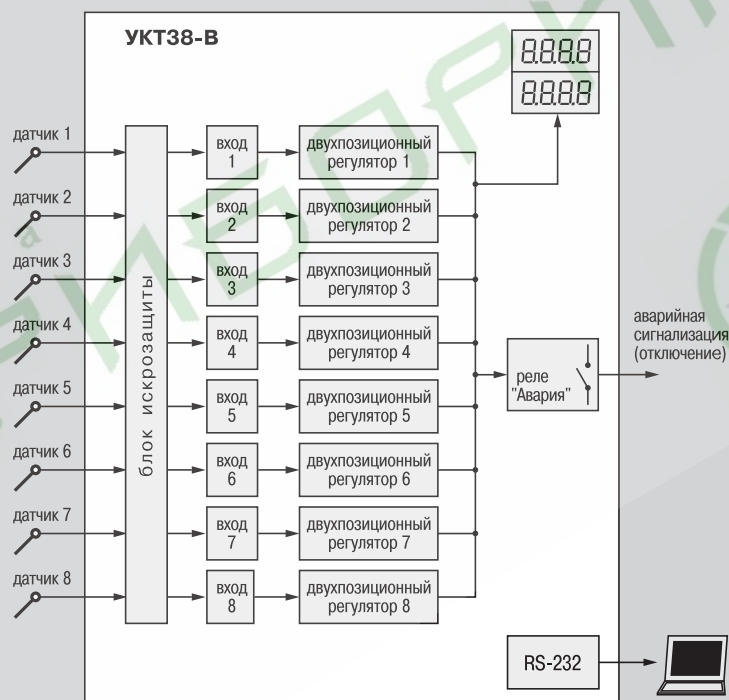 УКТ38-В
8.8.8.8
8.8.8.8
датчик 1
вход
1
двухпозиционный
регулятор 1
датчик 2
вход
2
двухпозиционный
регулятор 2
датчик 3
вход
3
двухпозиционный
регулятор 3
датчик 4
вход
4
двухпозиционный
регулятор 4
датчик 5
вход
5
двухпозиционный
регулятор 5
датчик 6
вход
6
двухпозиционный
регулятор 6
датчик 7
вход
7
двухпозиционный
регулятор 7
датчик 8
вход
8
двухпозиционный
регулятор 8
блок искрозащиты
реле
"Авария"
аварийная
сигнализация
(отключение)
RS-232